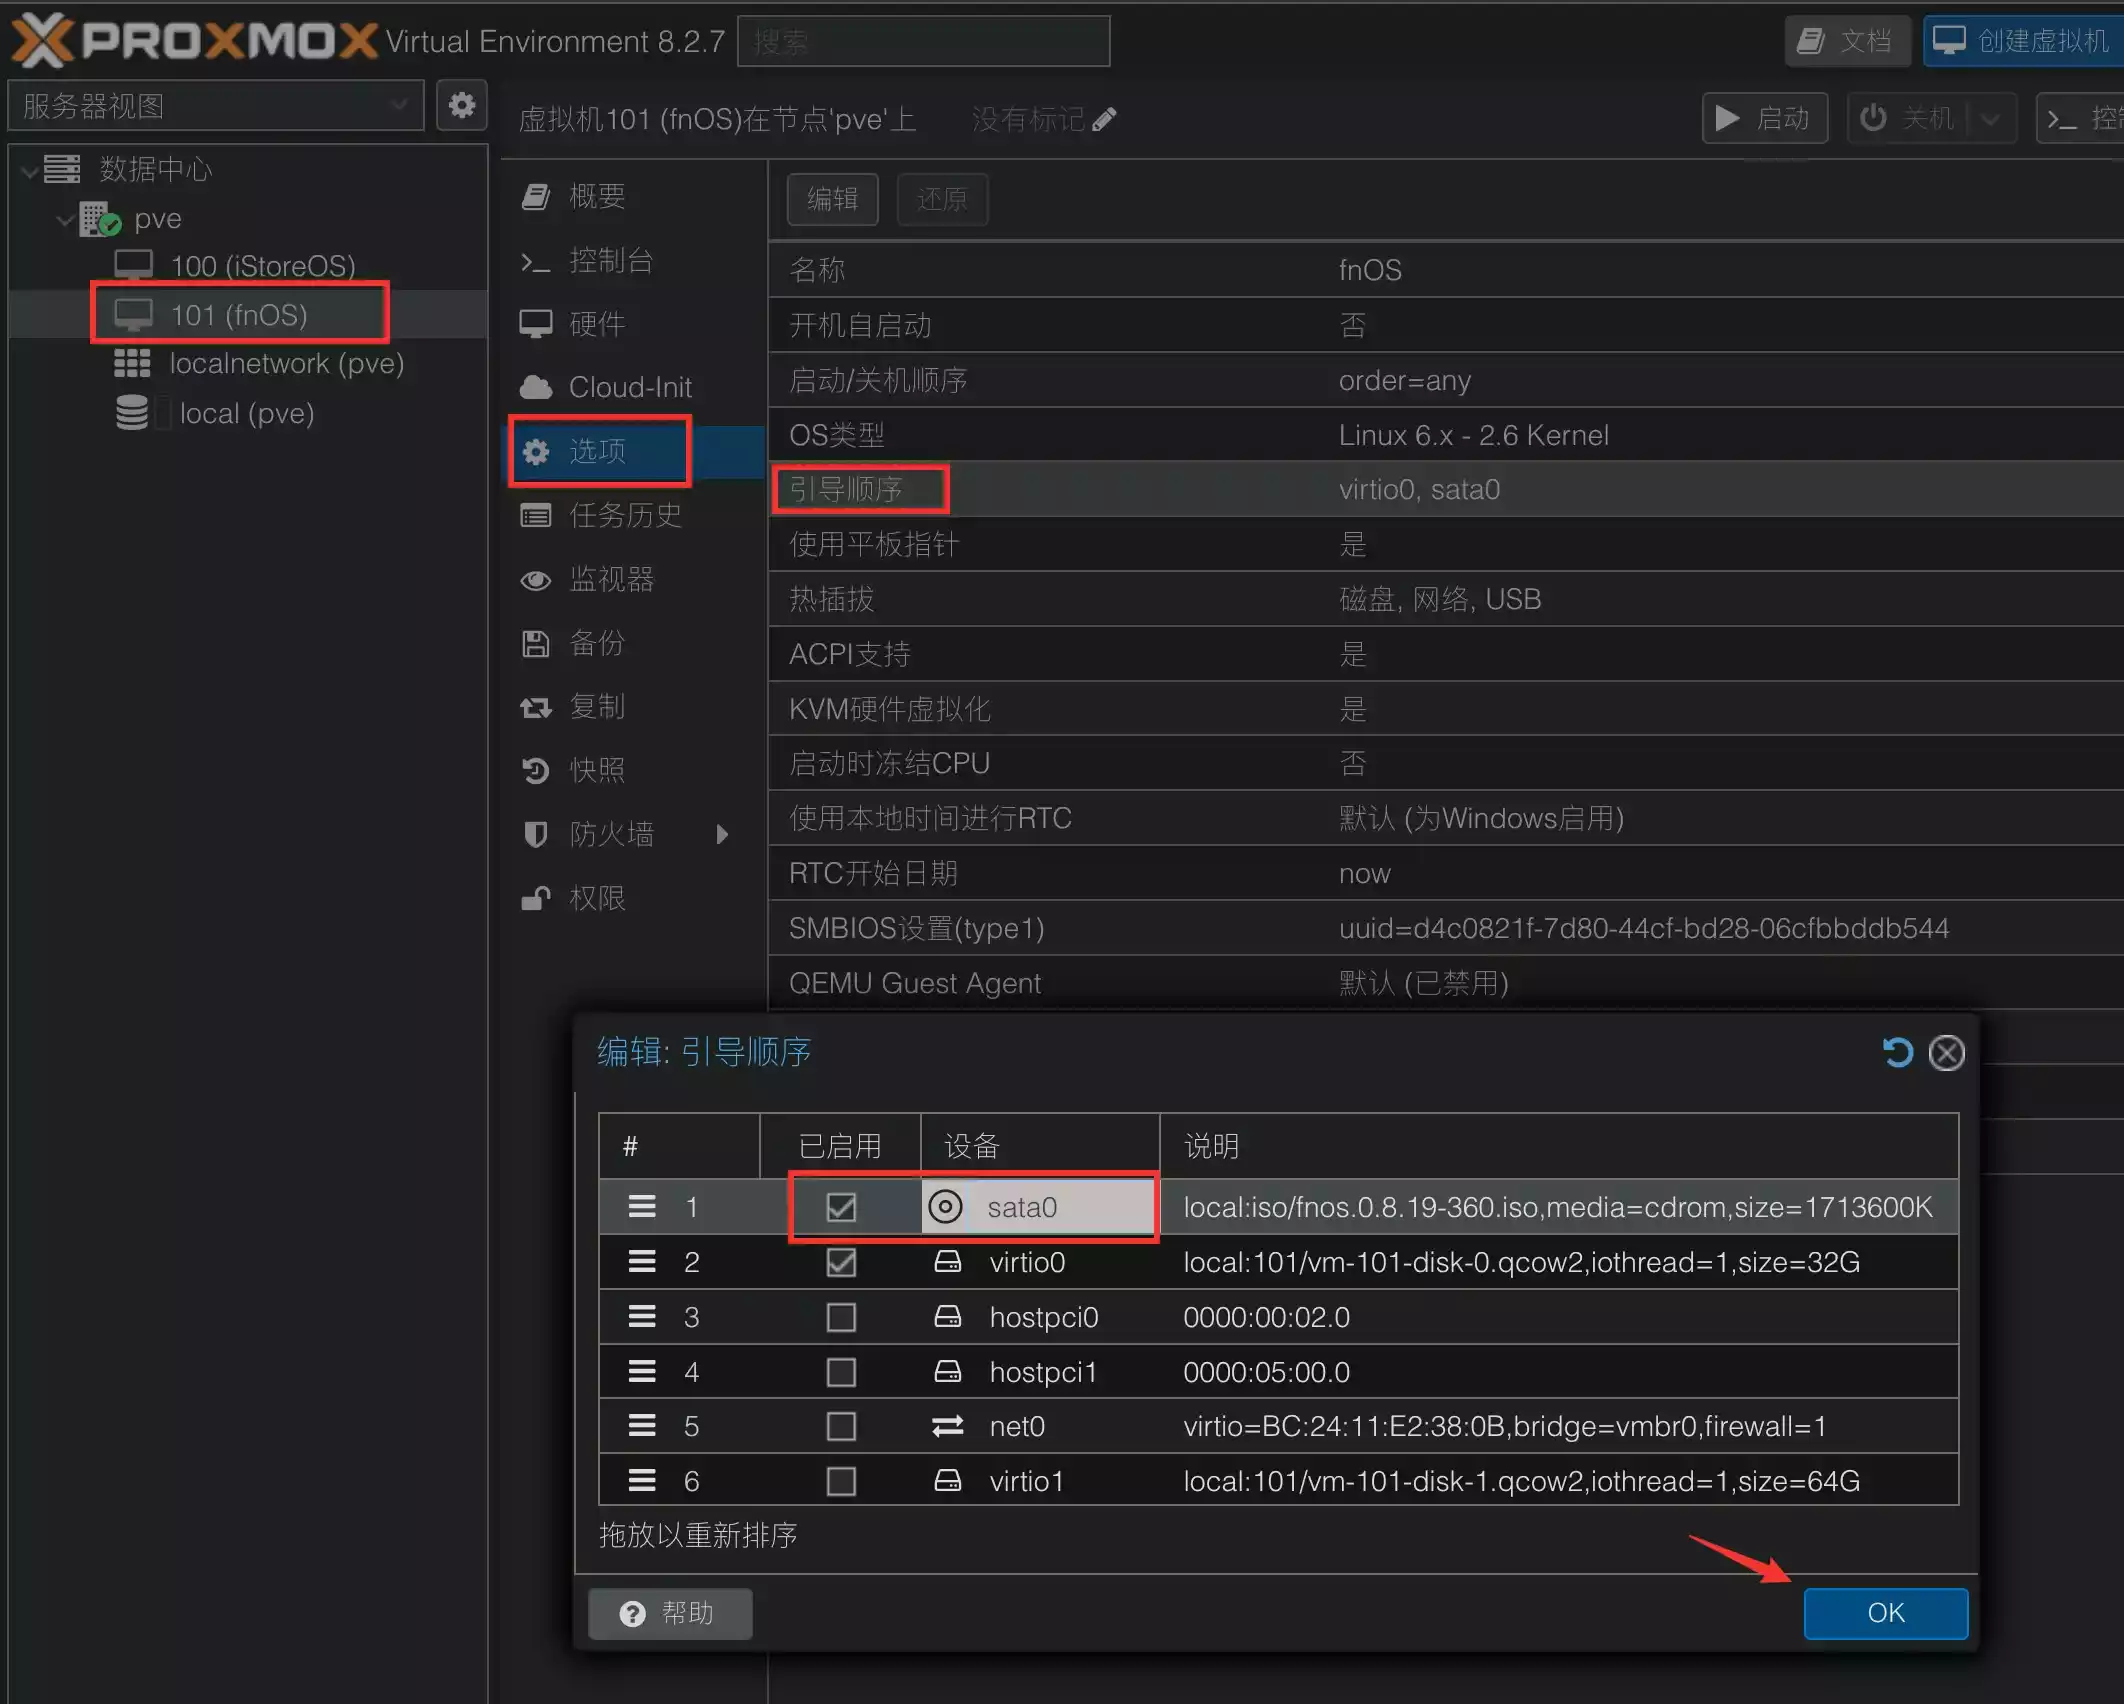 PROXMOX Virtual Environment 8.2.7 搜索 文档 创建虚拟机
服务器视图
虚拟机101 (fnOS)在节点'pve'上 没有标记 启动 关机
数据中心
pve
100 (iStoreOS)
101 (fnOS)
localnetwork (pve)
local (pve)
概要
控制台
硬件
Cloud-Init
选项
任务历史
监视器
备份
复制
快照
防火墙
权限
编辑 还原
名称 fnOS
开机自启动 否
启动/关机顺序 order=any
OS类型 Linux 6.x - 2.6 Kernel
引导顺序 virtio0, sata0
使用平板指针 是
热插拔 磁盘, 网络, USB
ACPI支持 是
KVM硬件虚拟化 是
启动时冻结CPU 否
使用本地时间进行RTC 默认 (为Windows启用)
RTC开始日期 now
SMBIOS设置(type1) uuid=d4c0821f-7d80-44cf-bd28-06cfbbddb544
QEMU Guest Agent 默认 (已禁用)
编辑: 引导顺序
# 已启用 设备 说明
1 sata0 local:iso/fnos.0.8.19-360.iso,media=cdrom,size=1713600K
2 virtio0 local:101/vm-101-disk-0.qcow2,iothread=1,size=32G
3 hostpci0 0000:00:02.0
4 hostpci1 0000:05:00.0
5 net0 virtio=BC:24:11:E2:38:0B,bridge=vmbr0,firewall=1
6 virtio1 local:101/vm-101-disk-1.qcow2,iothread=1,size=64G
拖放以重新排序
帮助 OK